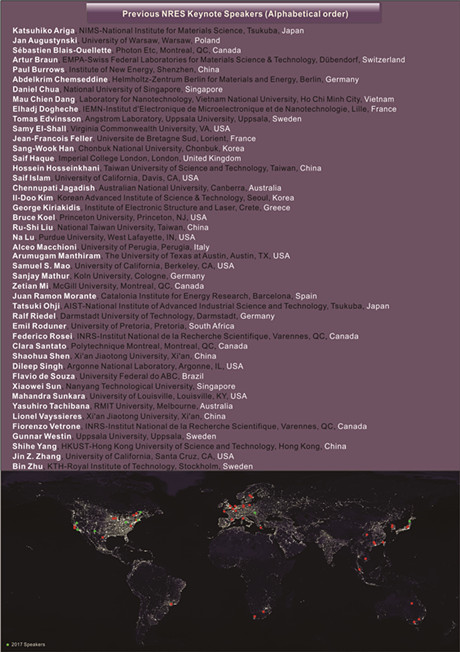 Previous NRES Keynote Speakers (Alphabetical order)
Katsuhiko Ariga, NIMS-National Institute for Materials Science, Tsukuba, Japan
Jan Augustynski, University of Warsaw, Warsaw, Poland
Sébastien Blais-Ouellette, Photon Etc, Montreal, QC, Canada
Artur Braun, EMPA-Swiss Federal Laboratories for Materials Science & Technology, Dübendorf, Switzerland
Paul Burrows, Institute of New Energy, Shenzhen, China
Abdelkrim Chemseddine, Helmholtz-Zentrum Berlin for Materials and Energy, Berlin, Germany
Daniel Chua, National University of Singapore, Singapore
Mau Chien Dang, Laboratory for Nanotechnology, Vietnam National University, Ho Chi Minh City, Vietnam
Elhadj Dogheche, IEMN-Institut d'Electronique de Microelectronique et de Nanotechnologie, Lille, France
Tomas Edvinsson, Angstrom Laboratory, Uppsala University, Uppsala, Sweden
Samy El-Shall, Virginia Commonwealth University, VA, USA
Jean-Francois Feller, Universite de Bretagne Sud, Lorient, France
Sang-Wook Han, Chonbuk National University, Chonbuk, Korea
Saif Haque, Imperial College London, London, United Kingdom
Hossein Hosseinkhani, Taiwan University of Science and Technology, Taiwan, China
Saif Islam, University of California, Davis, CA, USA
Chennupati Jagadish, Australian National University, Canberra, Australia
Il-Doo Kim, Korean Advanced Institute of Science & Technology, Seoul, Korea
George Kiriakidis, Institute of Electronic Structure and Laser, Crete, Greece
Bruce Koel, Princeton University, Princeton, NJ, USA
Ru-Shi Liu, National Taiwan University, Taiwan, China
Na Lu, Purdue University, West Lafayette, IN, USA
Alceo Macchioni, University of Perugia, Perugia, Italy
Arumugam Manthiram, The University of Texas at Austin, Austin, TX, USA
Samuel S. Mao, University of California, Berkeley, CA, USA
Sanjay Mathur, Koln University, Cologne, Germany
Zetian Mi, McGill University, Montreal, QC, Canada
Juan Ramon Morante, Catalonia Institute for Energy Research, Barcelona, Spain
Tatsuki Ohji, AIST-National Institute of Advanced Industrial Science and Technology, Tsukuba, Japan
Ralf Riedel, Darmstadt University of Technology, Darmstadt, Germany
Emil Roduner, University of Pretoria, Pretoria, South Africa
Federico Rosei, INRS-Institut National de la Recherche Scientifique, Varennes, QC, Canada
Clara Santato, Polytechnique Montreal, Montreal, QC, Canada
Shaohua Shen, Xi'an Jiaotong University, Xi'an, China
Dileep Singh, Argonne National Laboratory, Argonne, IL, USA
Flavio de Souza, University Federal do ABC, Brazil
Xiaowei Sun, Nanyang Technological University, Singapore
Mahandra Sunkara, University of Louisville, Louisville, KY, USA
Yasuhiro Tachibana, RMIT University, Melbourne, Australia
Lionel Vayssieres, Xi'an Jiaotong University, Xi'an, China
Fiorenzo Vetrone, INRS-Institut National de la Recherche Scientifique, Varennes, QC, Canada
Gunnar Westin, Uppsala University, Uppsala, Sweden
Shihe Yang, HKUST-Hong Kong University of Science and Technology, Hong Kong, China
Jin Z. Zhang, University of California, Santa Cruz, CA, USA
Bin Zhu, KTH-Royal Institute of Technology, Stockholm, Sweden
2017 Speakers